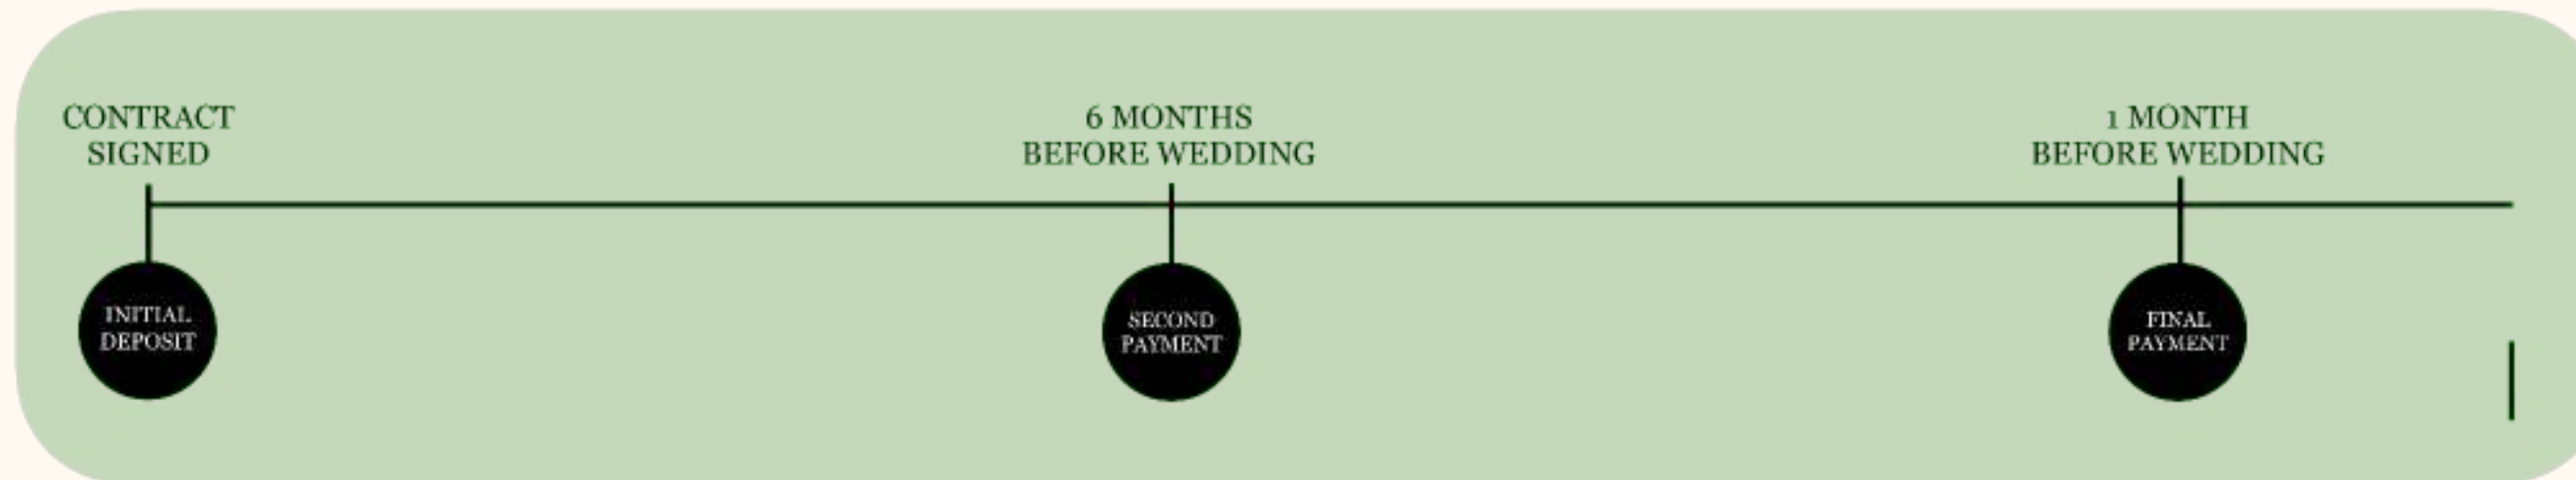 CONTRACT
SIGNED
6 MONTHS
BEFORE WEDDING
1 MONTH
BEFORE WEDDING
INITIAL
DEPOSIT
SECOND
PAYMENT
FINAL
PAYMENT